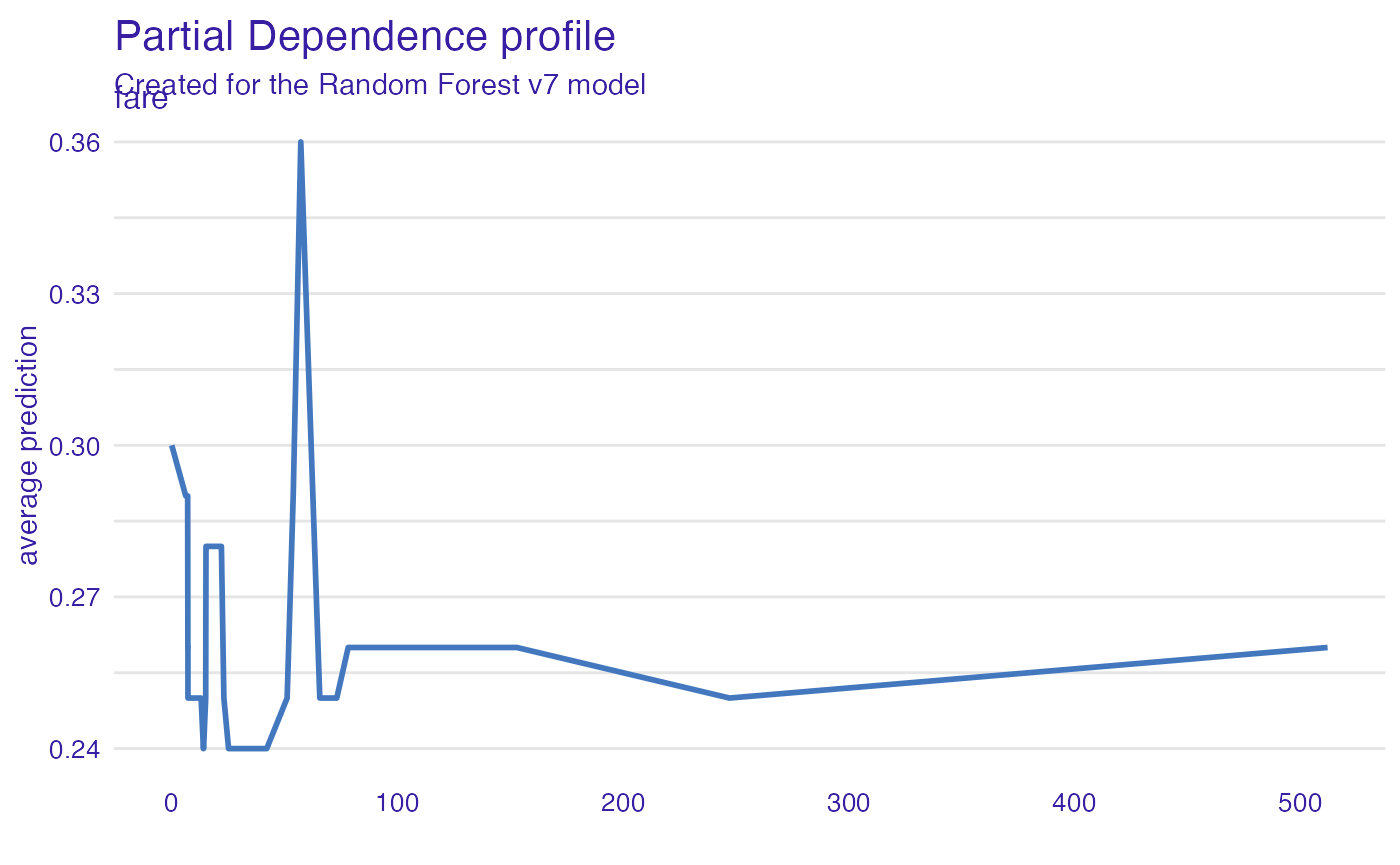 Partial Dependence profile
Created for the Random Forest v7 model
fare
0.36
0.33
0.30
0.27
0.24
average prediction
0 100 200 300 400 500